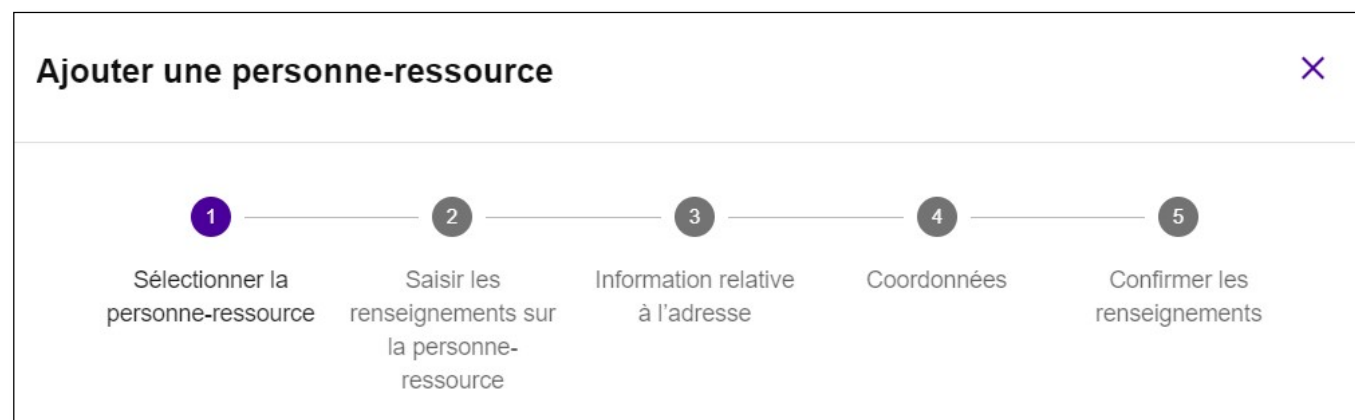 Ajouter une personne-ressource
1
2
3
4
5
Sélectionner la
personne-ressource
Saisir les
renseignements sur
la personne-
ressource
Information relative
à l’adresse
Coordonnées
Confirmer les
renseignements